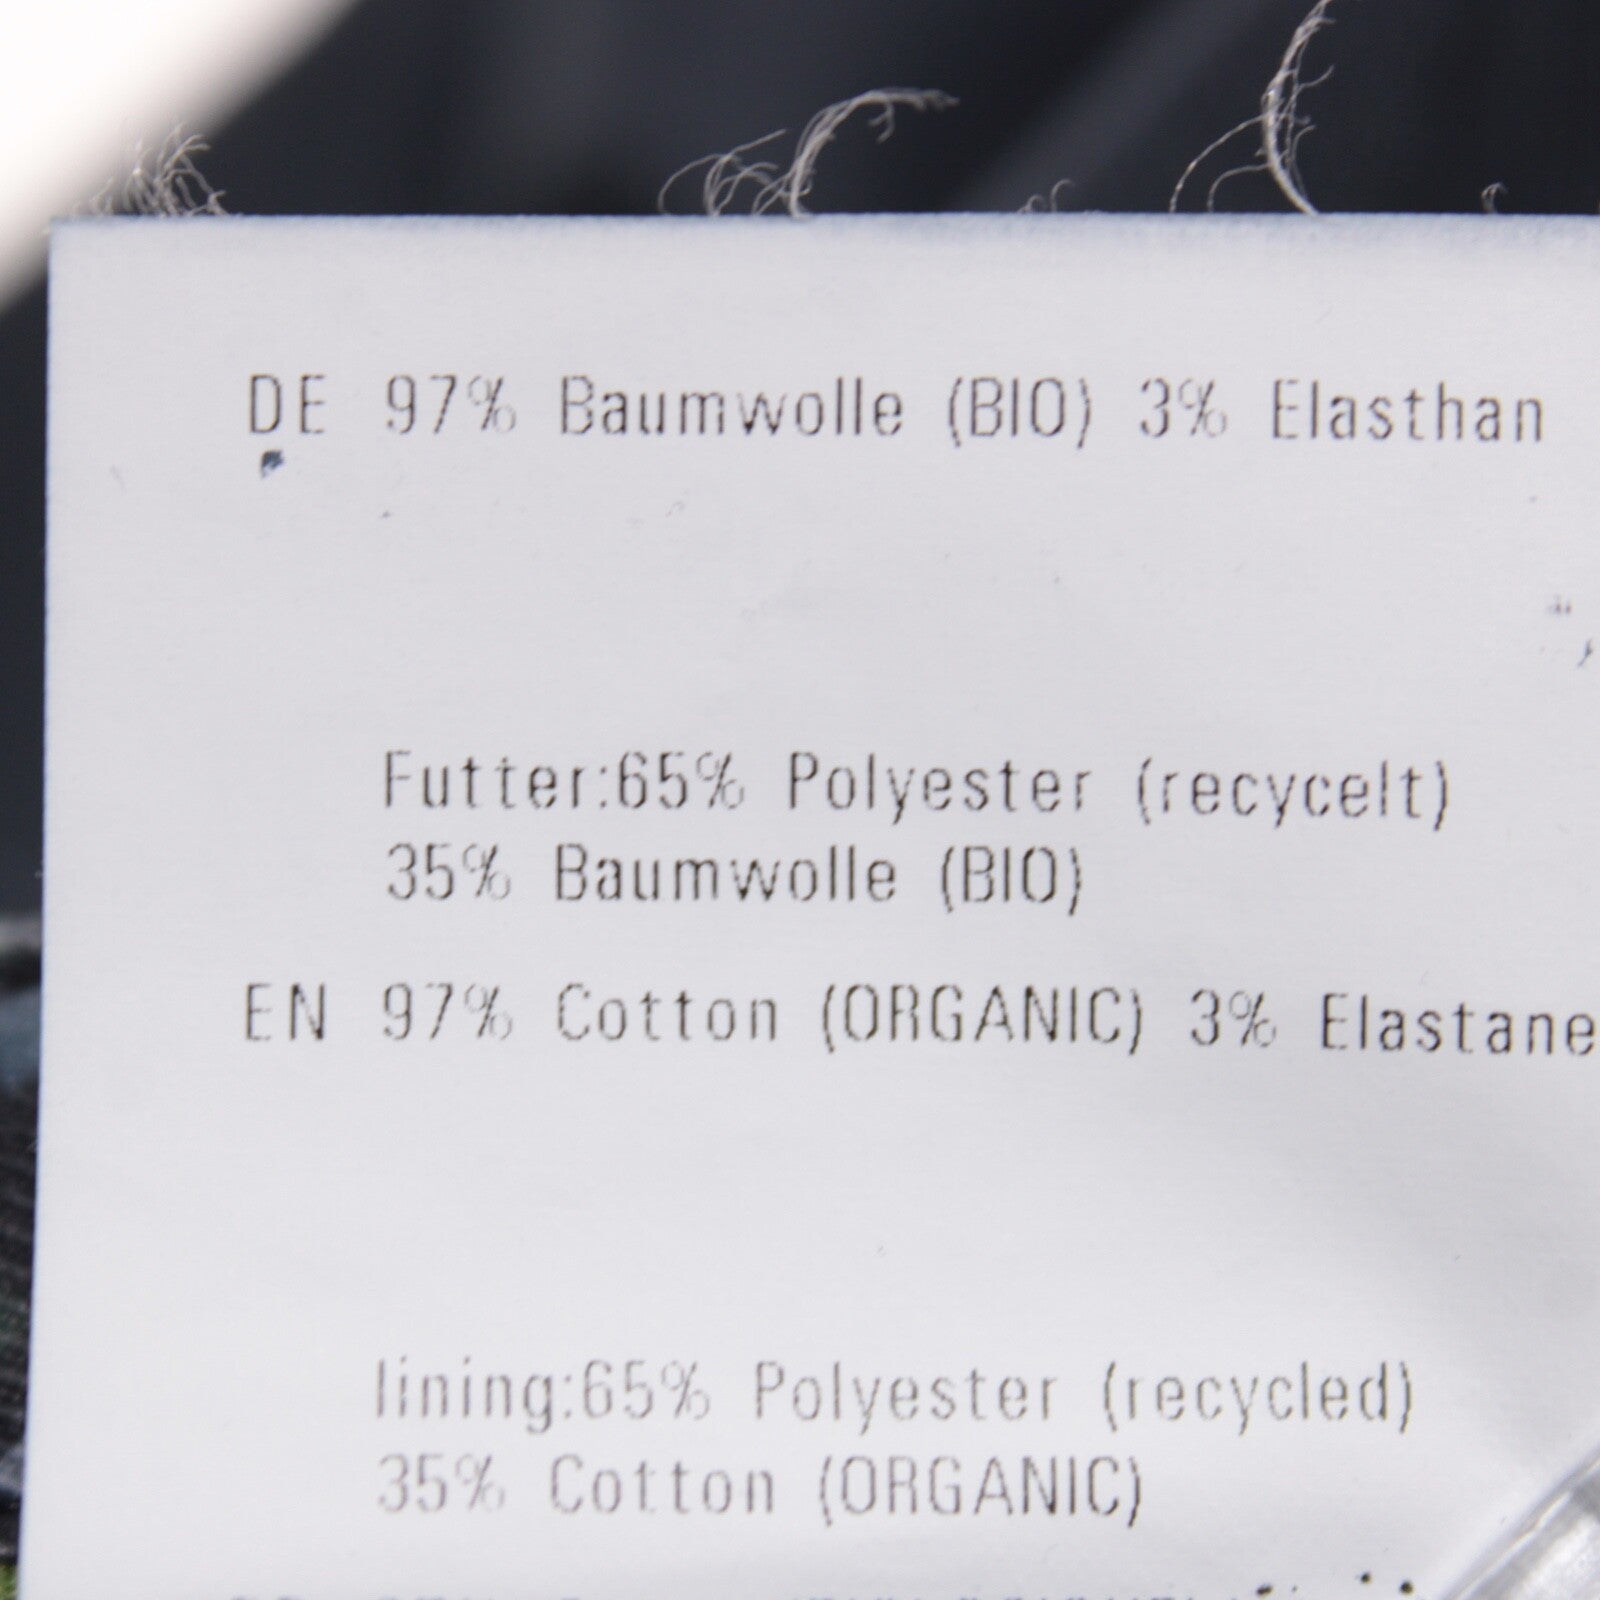 DE 97% Baumwolle (BIO) 3% Elasthan
Futter:65% Polyester (recycelt)
35% Baumwolle (BIO)
EN 97% Cotton (ORGANIC) 3% Elastane
lining:65% Polyester (recycled)
35% Cotton (ORGANIC)